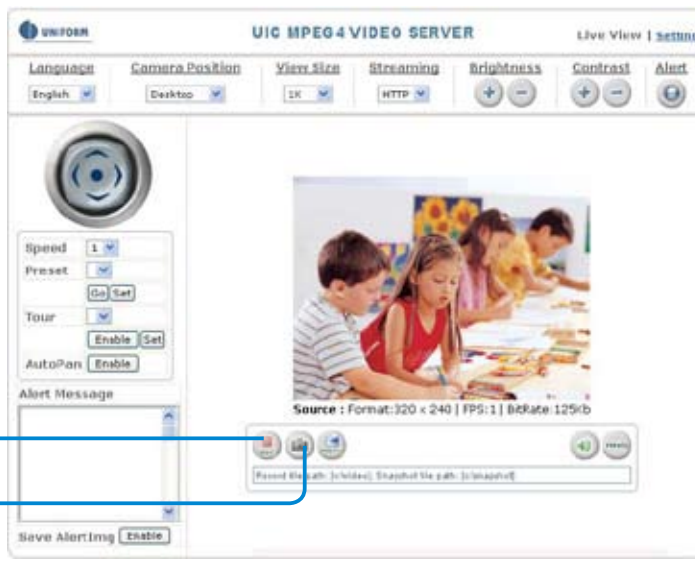 UNIFORM
UIC MPEG4 VIDEO SERVER
Live View | Setting
Language Camera Position View Size Streaming Brightness Contrast Alert
English Desktop 1X HTTP + - + -
Speed 1
Preset
Go Set
Tour
Enable Set
AutoPan Enable
Alert Message
Source : Format:320 x 240 | FPS:1 | BitRate:125Kb
Record file path: [c:\video], Snapshot file path: [c:\snapshot]
Save AlertImg Enable